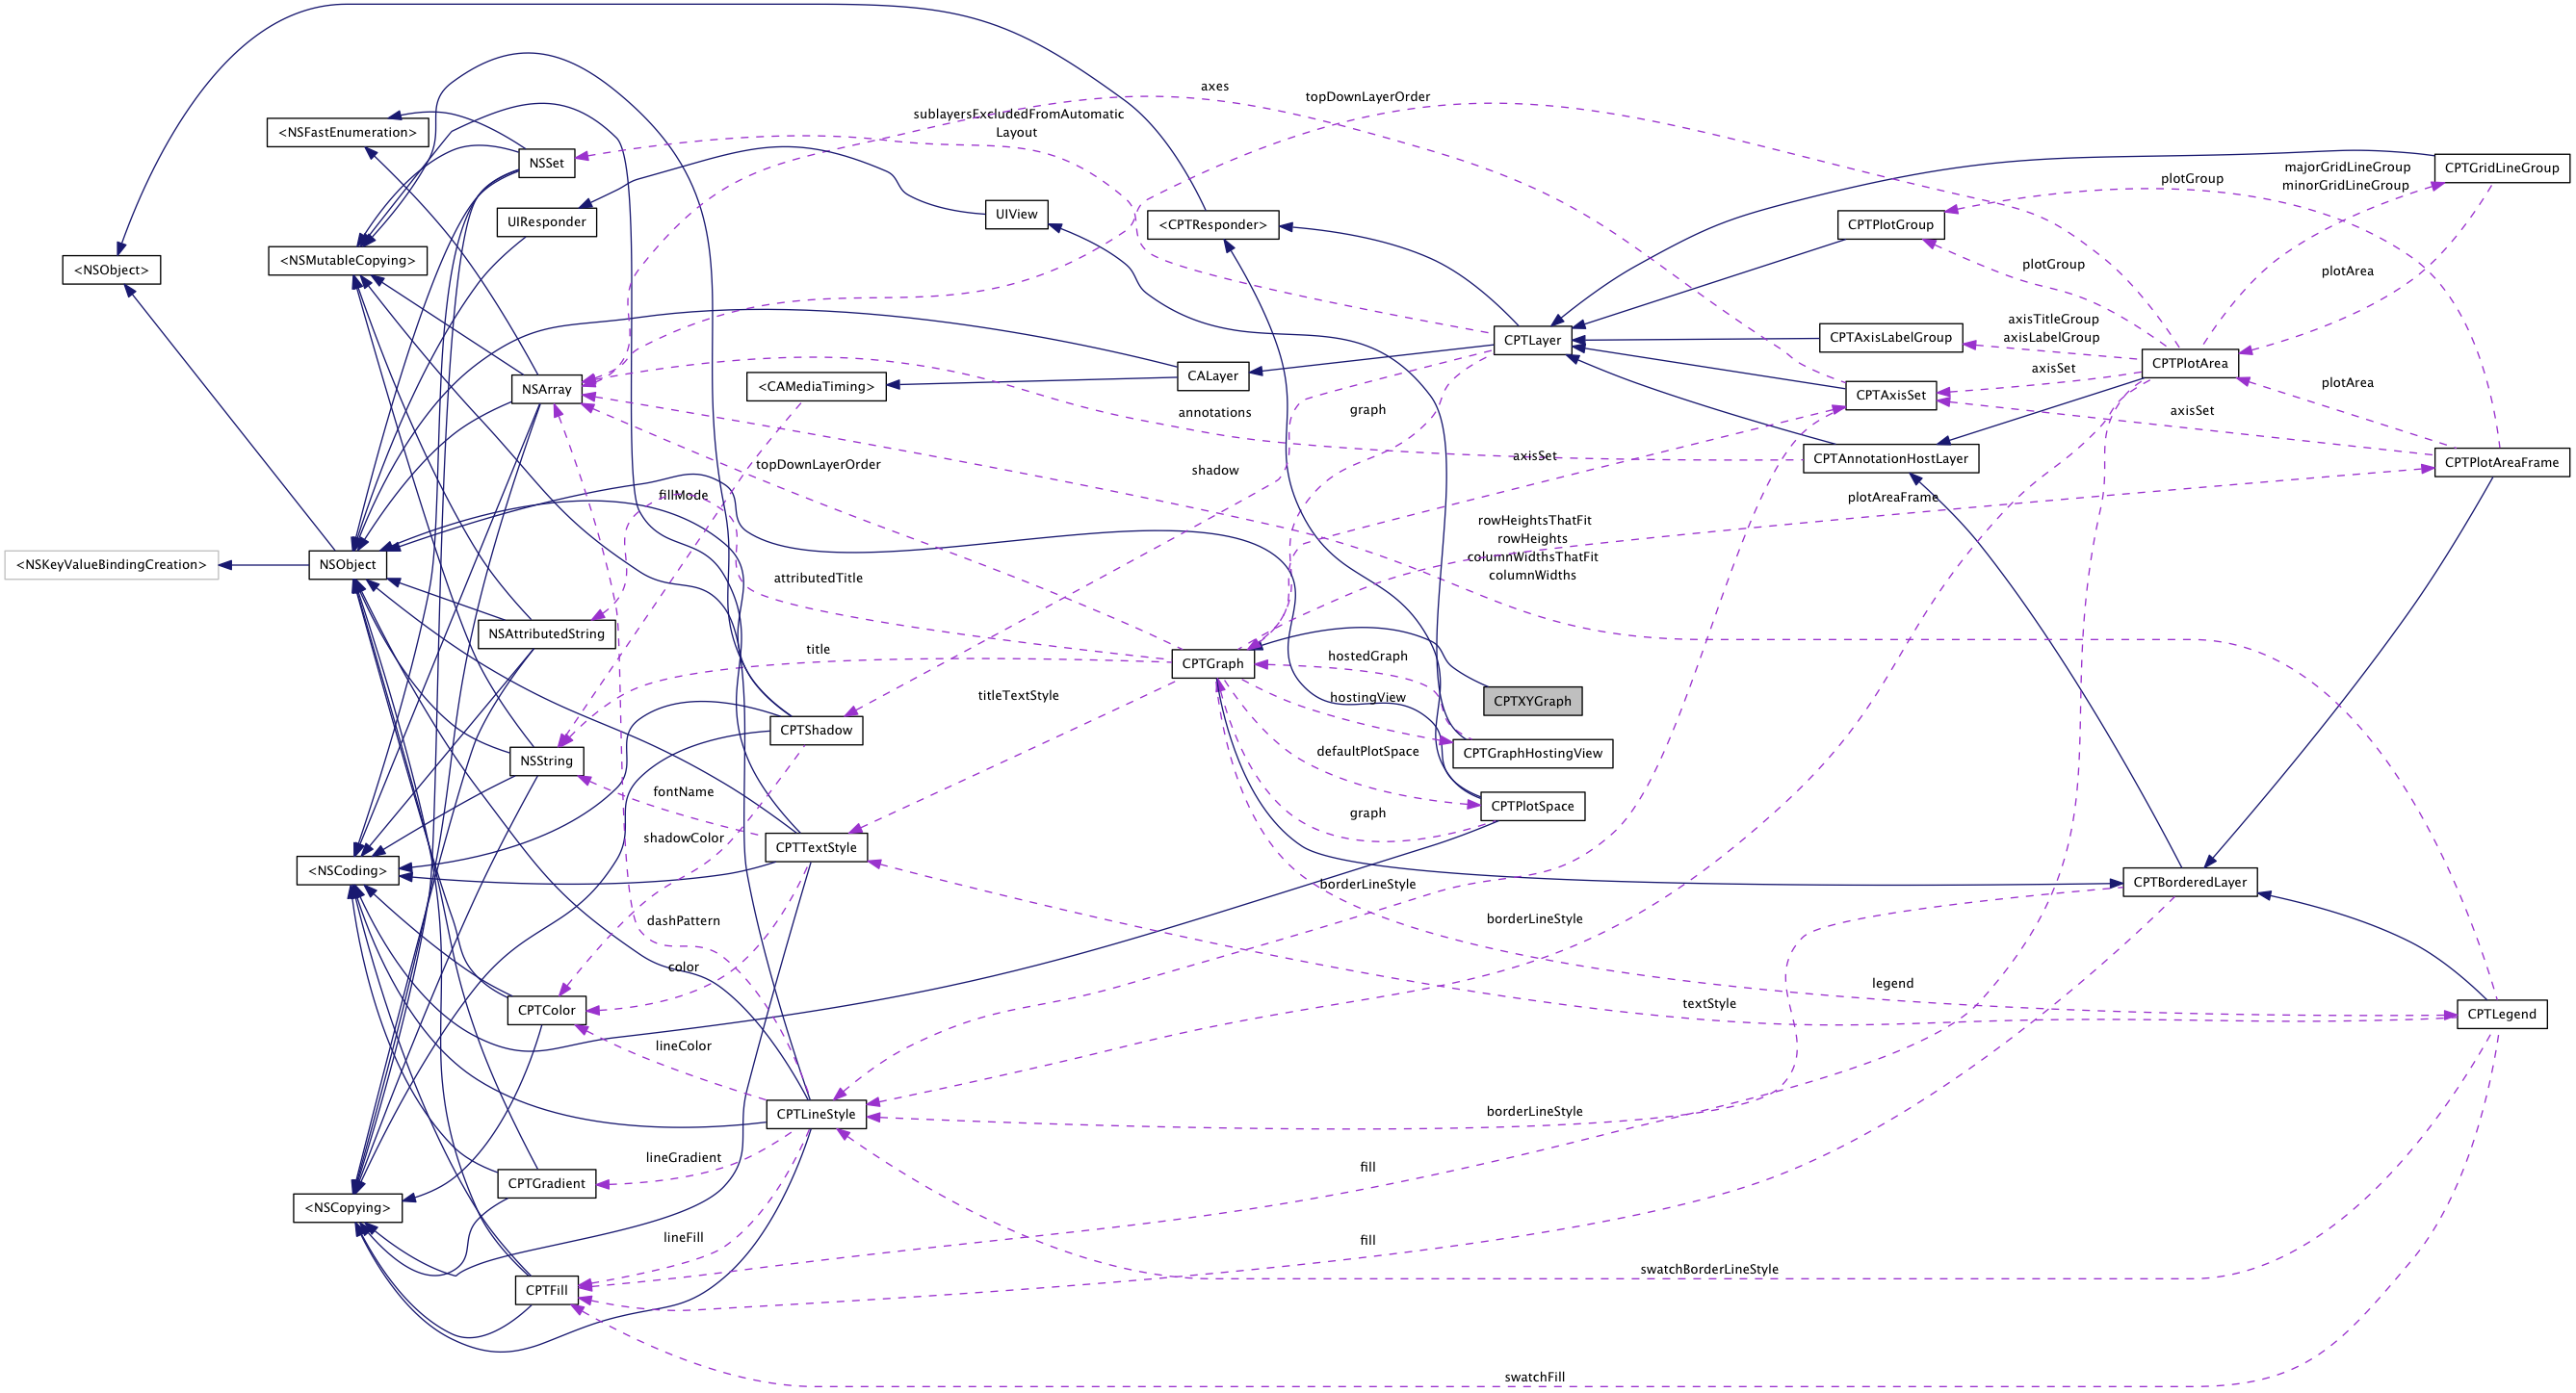 axes
topDownLayerOrder
sublayersExcludedFromAutomatic
Layout
<NSFastEnumeration>
NSSet
majorGridLineGroup
minorGridLineGroup
CPTGridLineGroup
plotGroup
UIResponder
UIView
<CPTResponder>
CPTPlotGroup
<NSObject>
<NSMutableCopying>
plotGroup
plotArea
axisTitleGroup
axisLabelGroup
CPTLayer
CPTAxisLabelGroup
CPTPlotArea
NSArray
<CAMediaTiming>
CALayer
axisSet
plotArea
CPTAxisSet
annotations
graph
axisSet
topDownLayerOrder
shadow
axisSet
CPTAnnotationHostLayer
CPTPlotAreaFrame
fillMode
plotAreaFrame
rowHeightsThatFit
rowHeights
columnWidthsThatFit
columnWidths
<NSKeyValueBindingCreation>
NSObject
attributedTitle
NSAttributedString
title
CPTGraph
hostedGraph
titleTextStyle
hostingView
CPTXYGraph
CPTShadow
NSString
defaultPlotSpace
CPTGraphHostingView
fontName
graph
CPTPlotSpace
shadowColor
CPTTextStyle
<NSCoding>
borderLineStyle
CPTBorderedLayer
dashPattern
borderLineStyle
color
legend
CPTColor
textStyle
CPTLegend
lineColor
CPTLineStyle
borderLineStyle
lineGradient
fill
CPTGradient
<NSCopying>
lineFill
fill
swatchBorderLineStyle
CPTFill
swatchFill